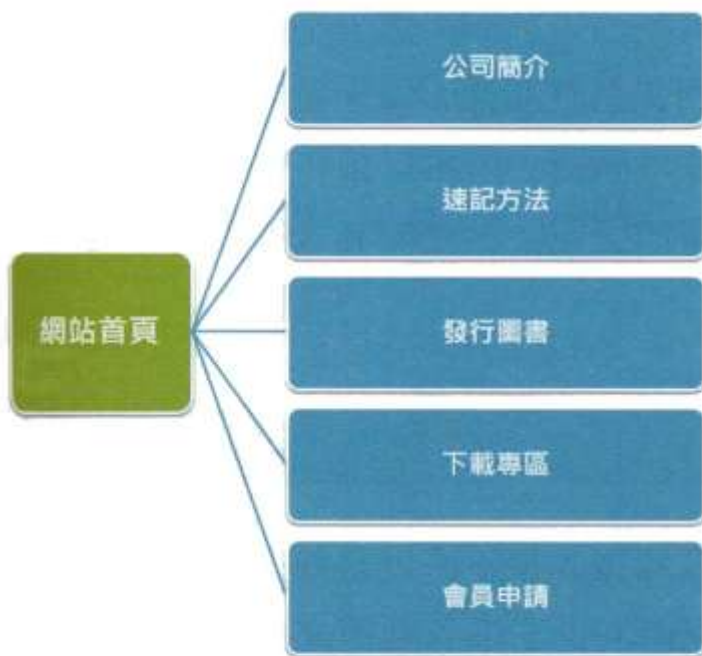 公司簡介
速記方法
網站首頁
發行圖書
下載專區
會員申請